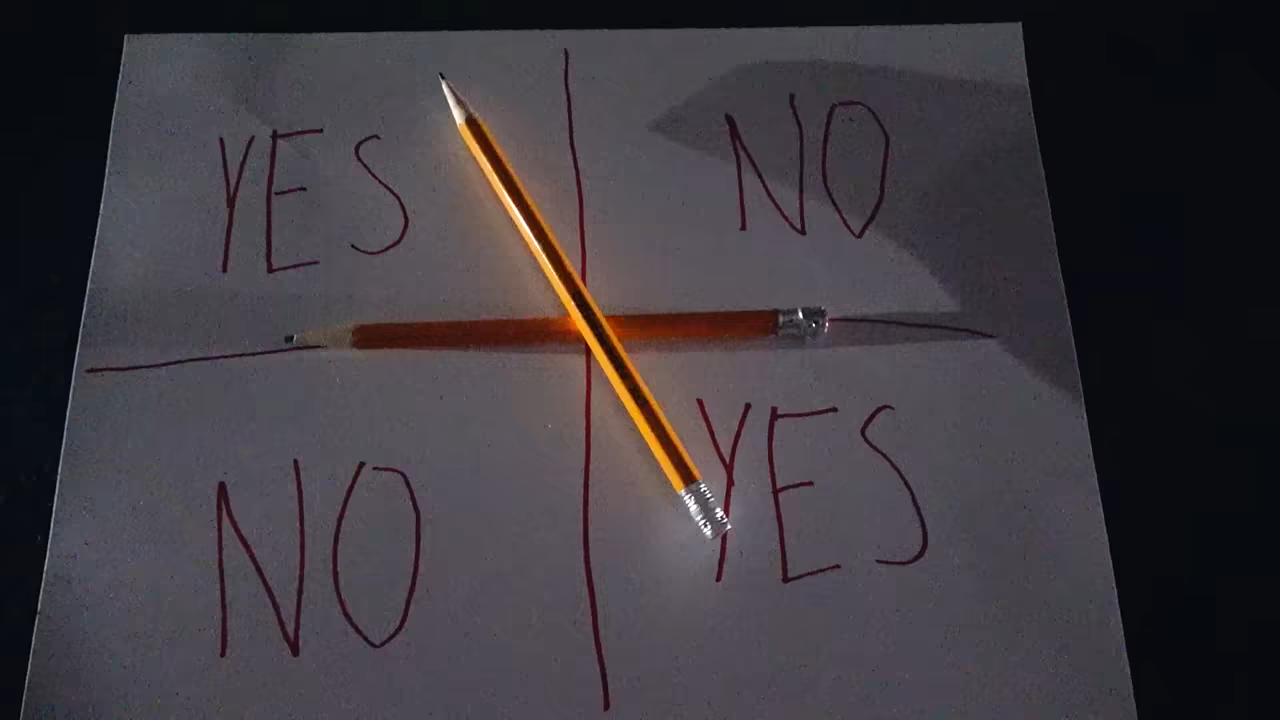 YES NO
NO YES